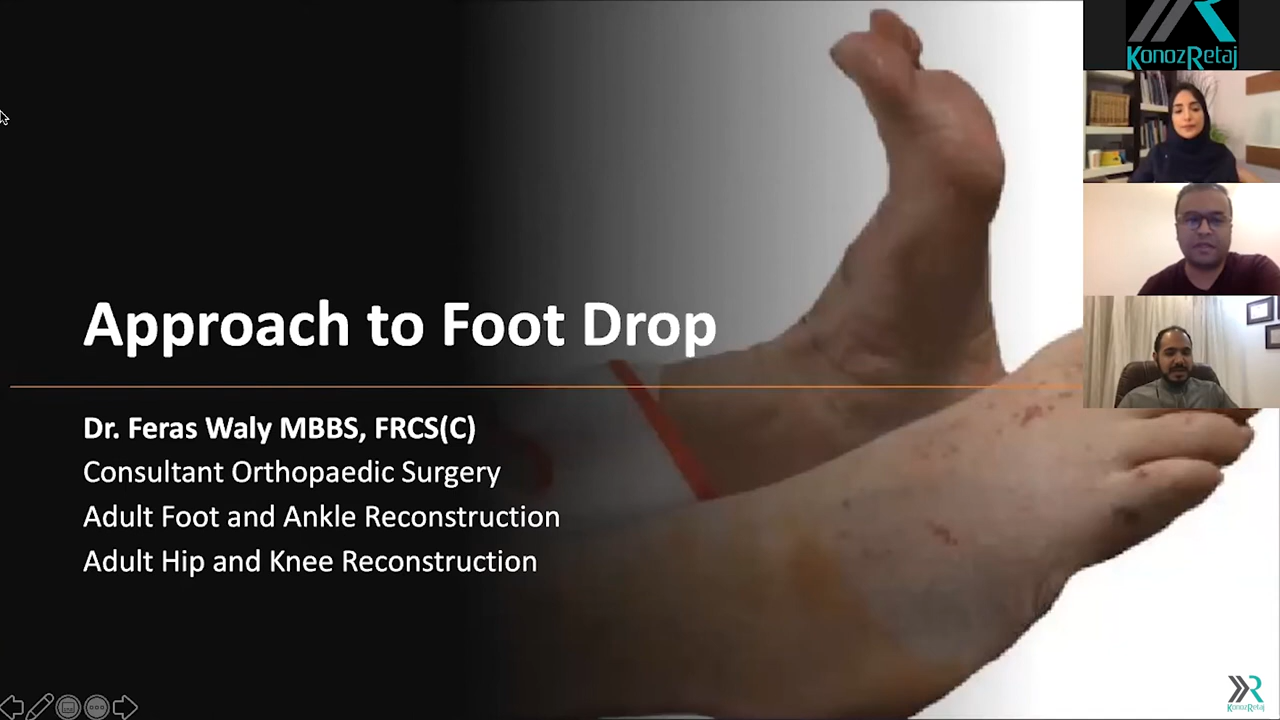 KonozRetaj
Approach to Foot Drop
Dr. Feras Waly MBBS, FRCS(C)
Consultant Orthopaedic Surgery
Adult Foot and Ankle Reconstruction
Adult Hip and Knee Reconstruction
KonozRetaj